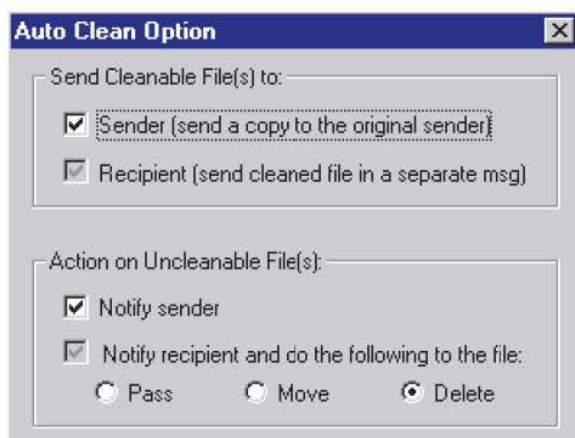 Auto Clean Option
Send Cleanable File(s) to:
Sender (send a copy to the original sender)
Recipient (send cleaned file in a separate msg)
Action on Uncleanable File(s):
Notify sender
Notify recipient and do the following to the file:
Pass Move Delete